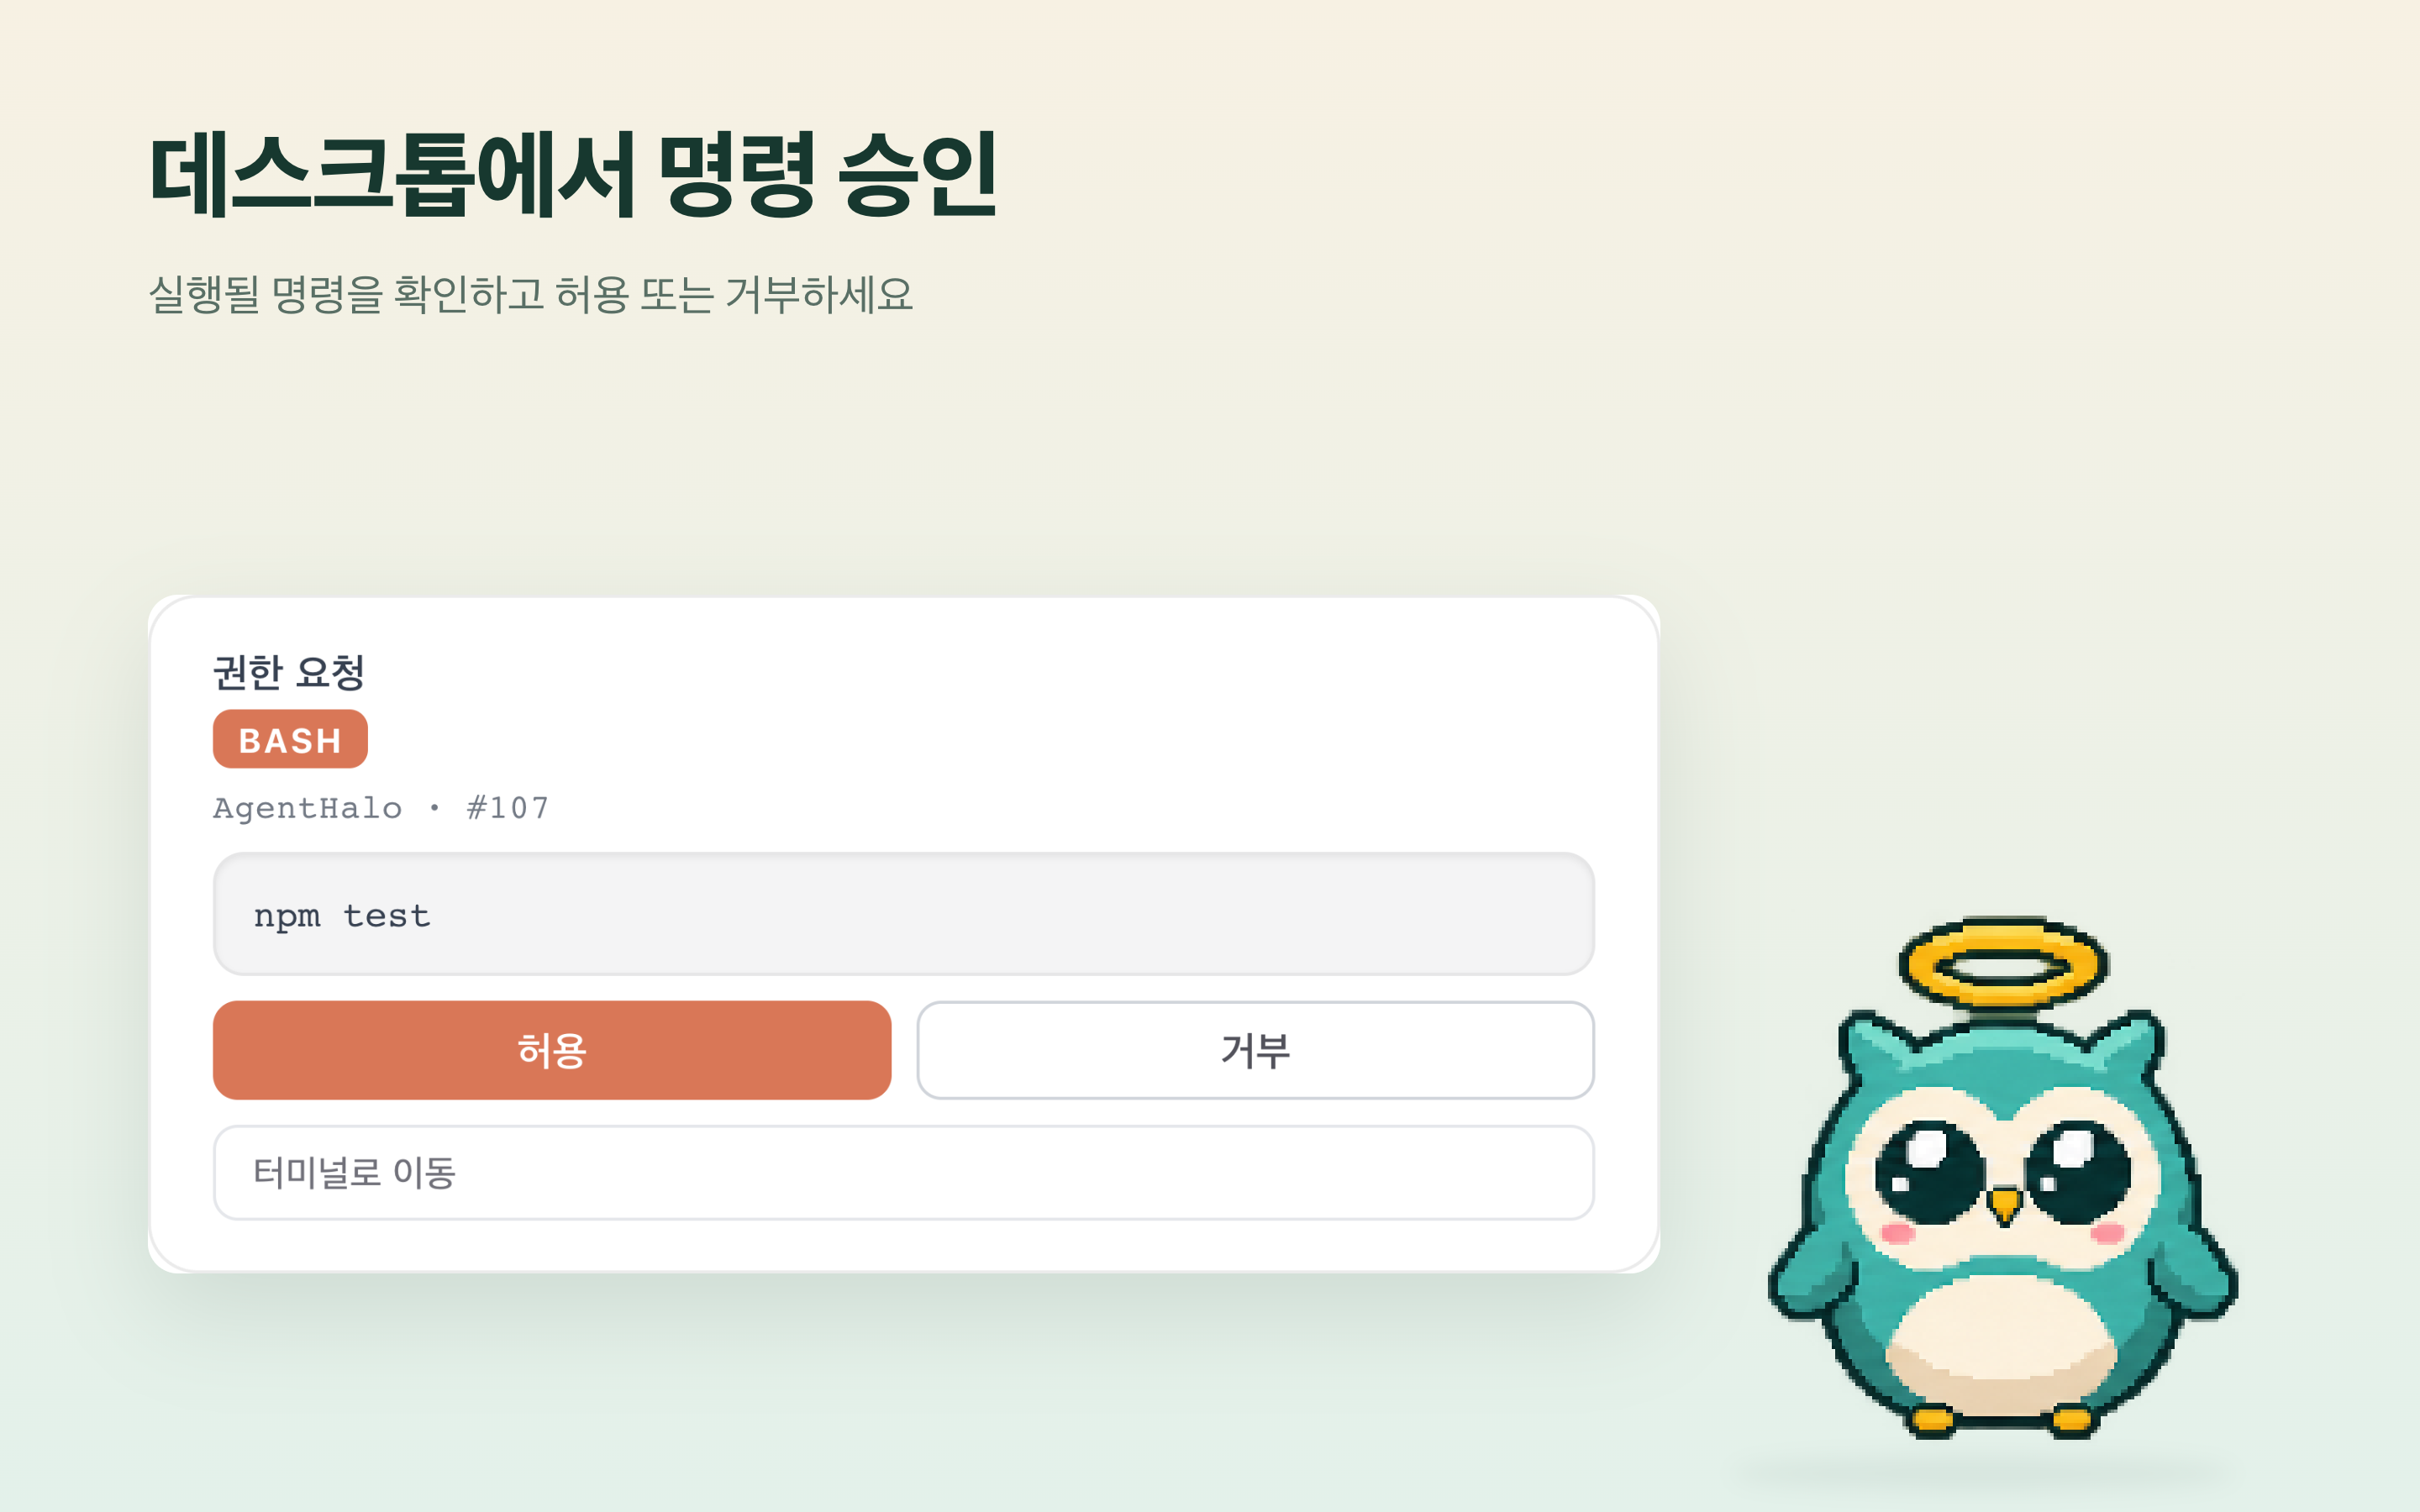 데스크톱에서 명령 승인
실행될 명령을 확인하고 허용 또는 거부하세요
권한 요청
BASH
AgentHalo • #107
npm test
허용
거부
터미널로 이동